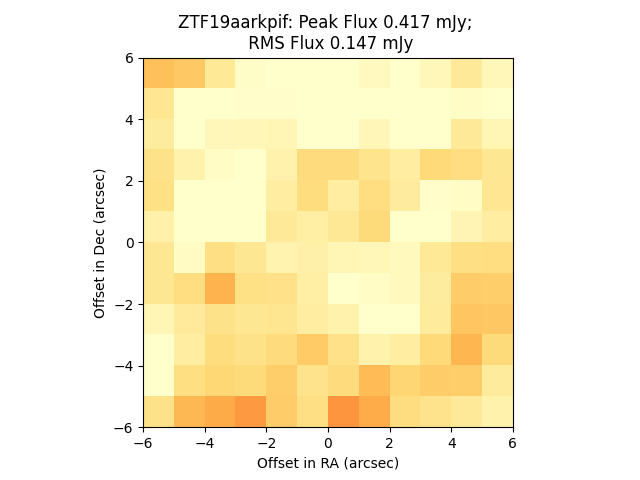 ZTF19aarkpif: Peak Flux 0.417 mJy;
RMS Flux 0.147 mJy
6
4
2
0
−2
−4
−6
Offset in Dec (arcsec)
−6 −4 −2 0 2 4 6
Offset in RA (arcsec)